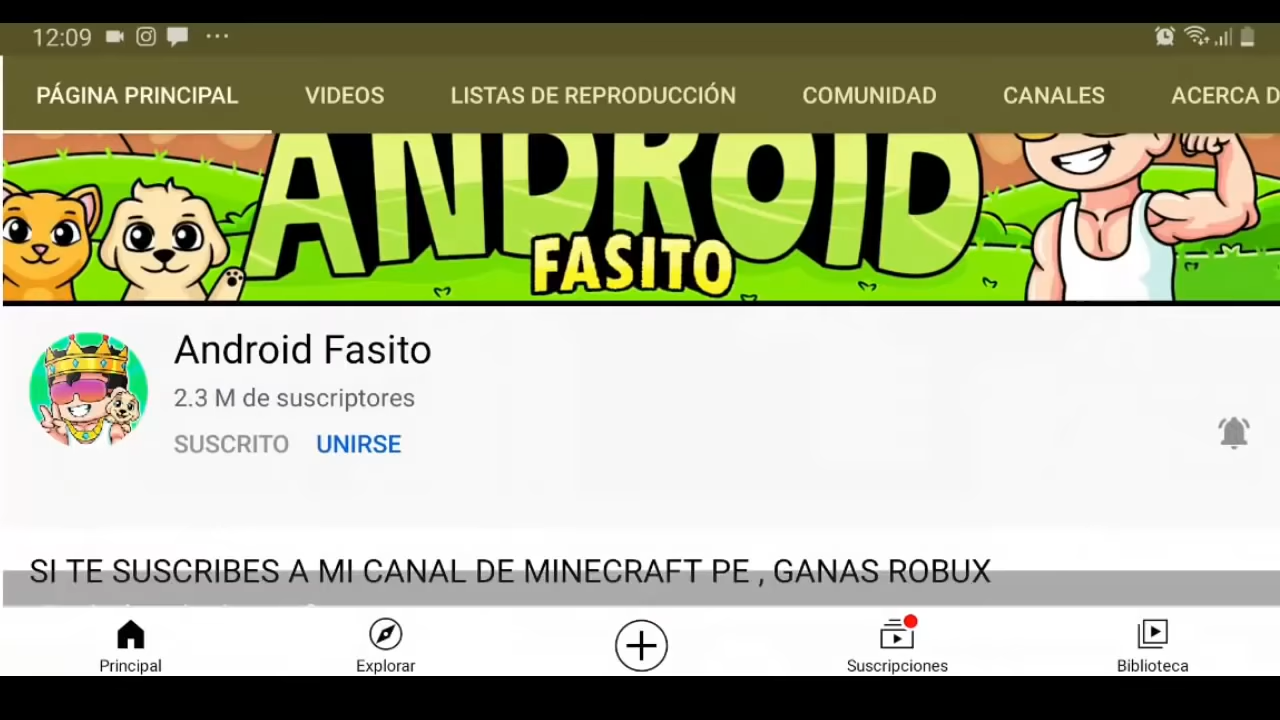 12:09
PÁGINA PRINCIPAL VIDEOS LISTAS DE REPRODUCCIÓN COMUNIDAD CANALES ACERCA D
ANDROID
FASITO
Android Fasito
2.3 M de suscriptores
SUSCRITO UNIRSE
SI TE SUSCRIBES A MI CANAL DE MINECRAFT PE , GANAS ROBUX
Principal Explorar Suscripciones Biblioteca